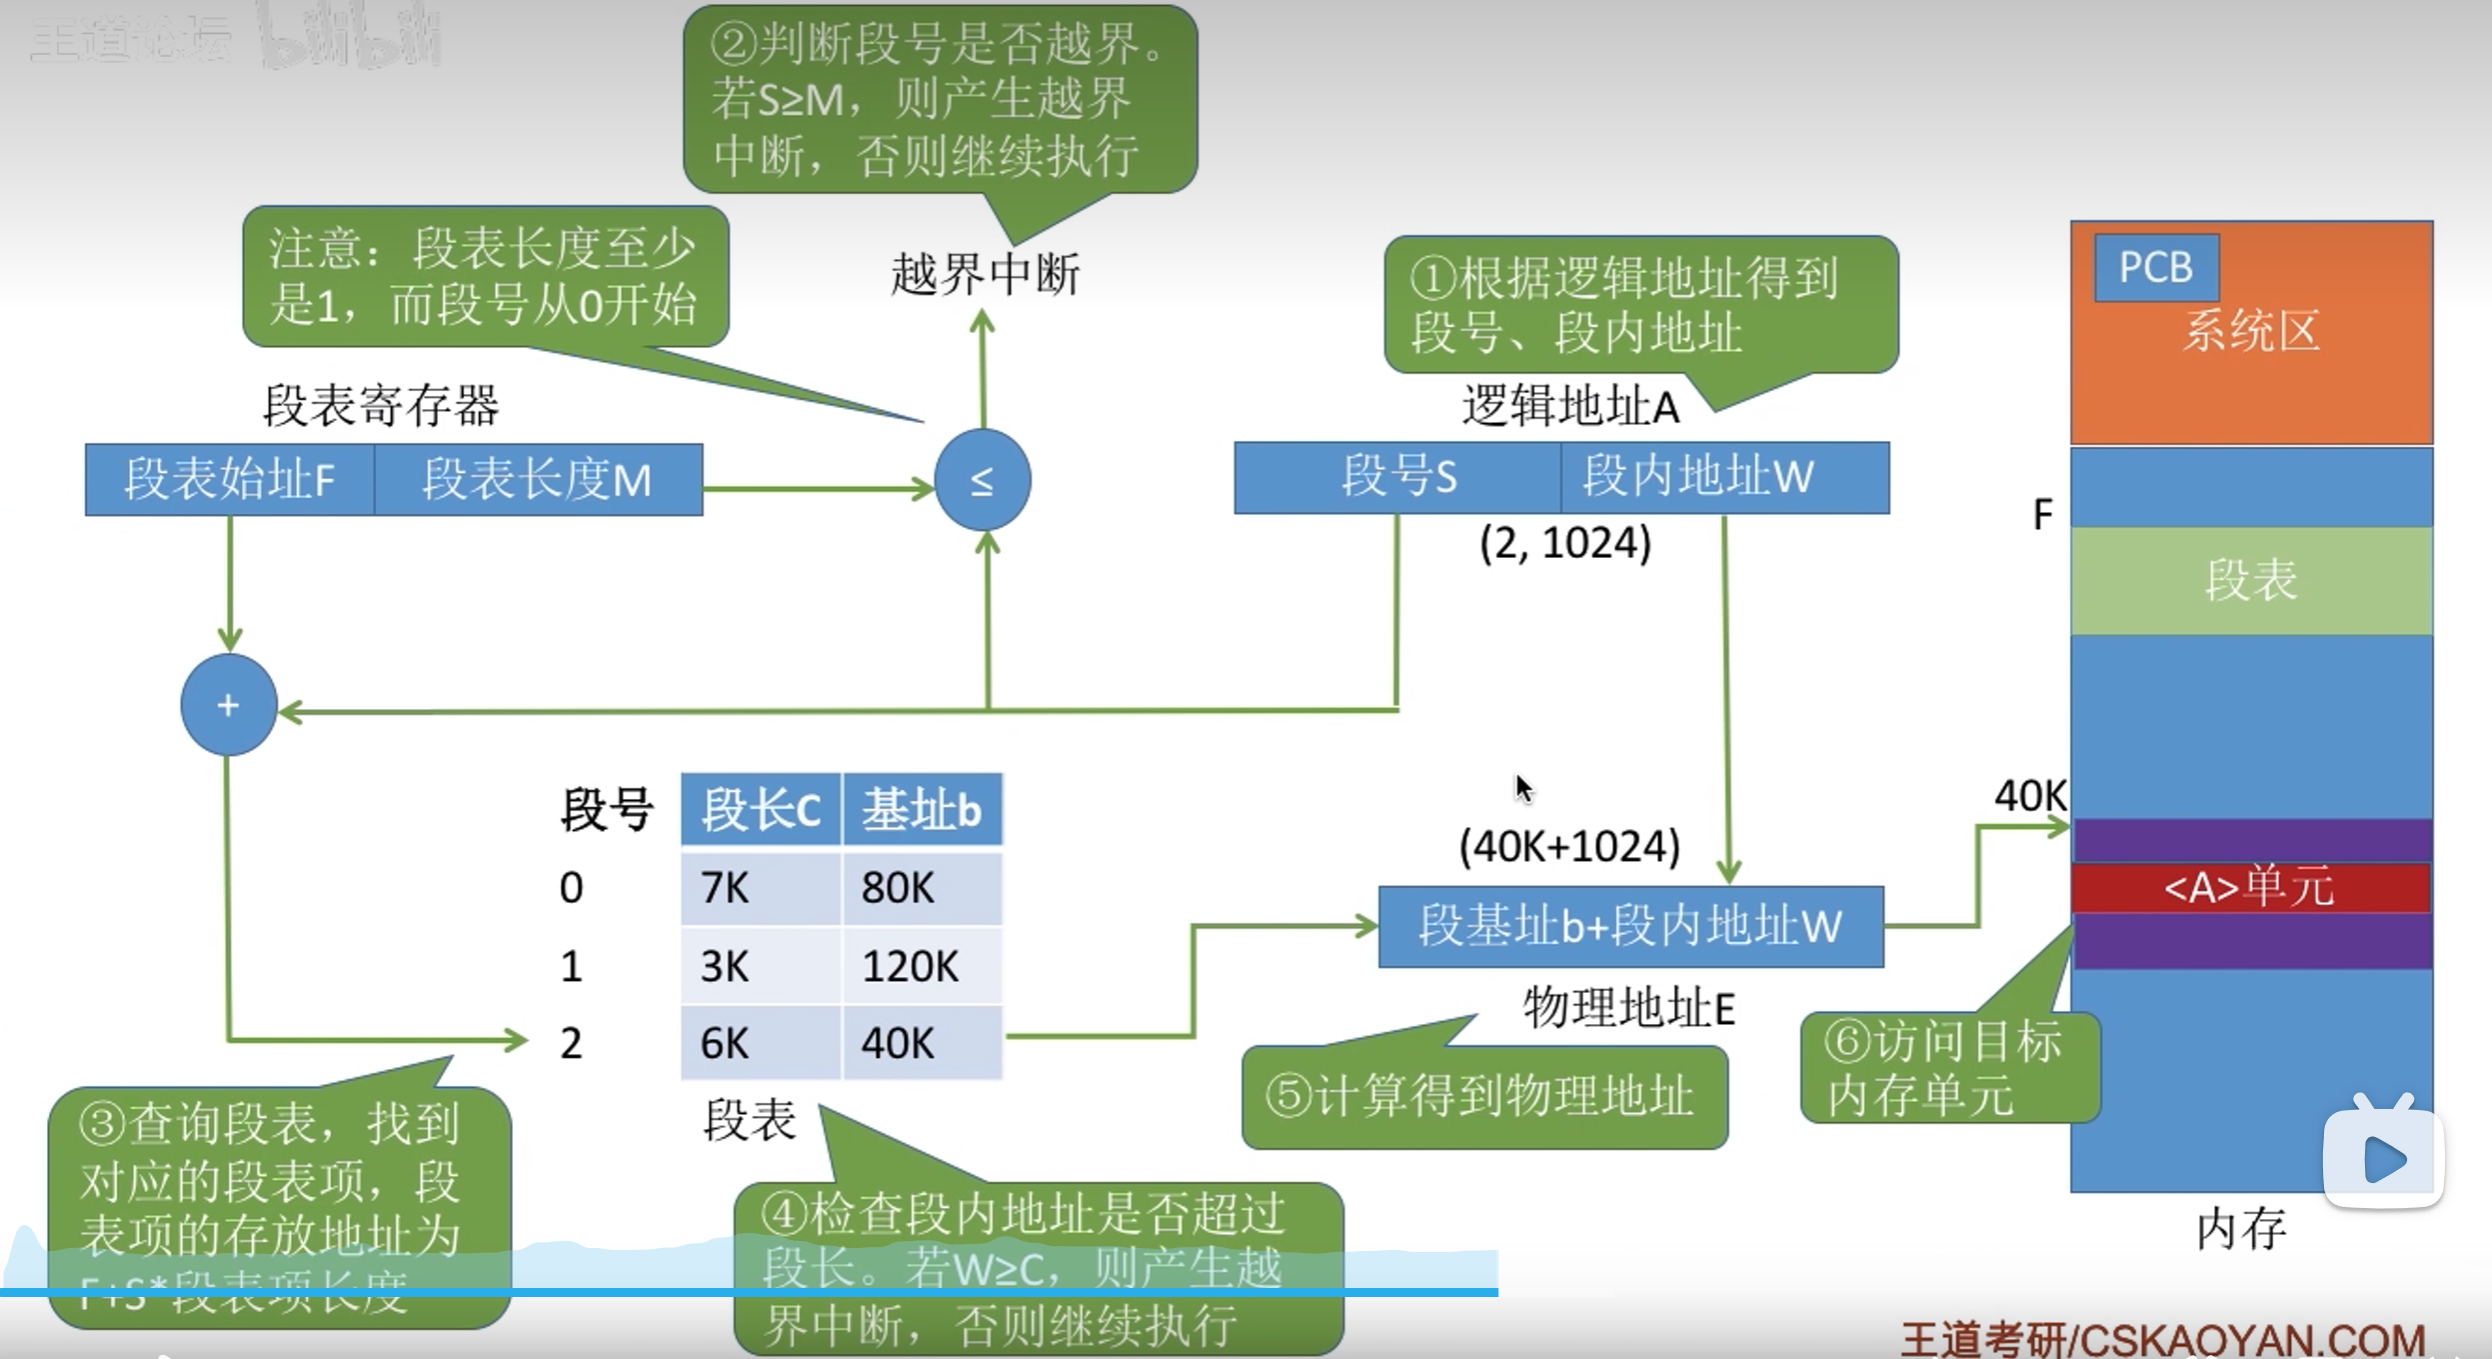 王道论坛 bilibili
②判断段号是否越界。
若S≥M，则产生越界
中断，否则继续执行
注意：段表长度至少
是1，而段号从0开始
越界中断
①根据逻辑地址得到
段号、段内地址
PCB
系统区
段表寄存器
逻辑地址A
段表始址F
段表长度M
≤
段号S
段内地址W
(2, 1024)
F
段表
+
40K
段号
段长C
基址b
0
7K
80K
1
3K
120K
2
6K
40K
段表
(40K+1024)
段基址b+段内地址W
物理地址E
<A>单元
③查询段表，找到
对应的段表项，段
表项的存放地址为
F+S*段表项长度
④检查段内地址是否超过
段长。若W≥C，则产生越
界中断，否则继续执行
⑤计算得到物理地址
⑥访问目标
内存单元
内存
王道考研/CSKAOYAN.COM